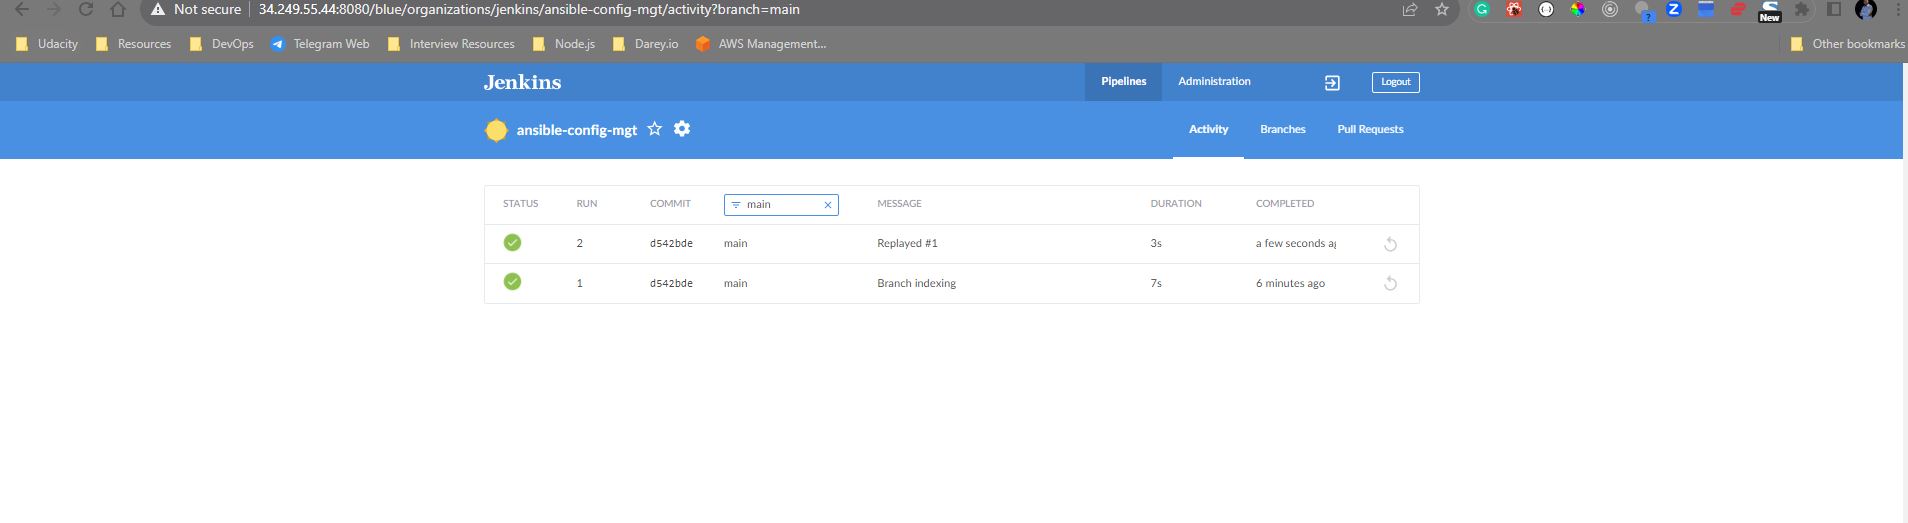 Not secure 34.249.55.44:8080/blue/organizations/jenkins/ansible-config-mgt/activity?branch=main
New
Udacity Resources DevOps Telegram Web Interview Resources Node.js Darey.io AWS Management... Other bookmarks
Jenkins Pipelines Administration Logout
ansible-config-mgt Activity Branches Pull Requests
STATUS RUN COMMIT main MESSAGE DURATION COMPLETED
2 d542bde main Replayed #1 3s a few seconds ag
1 d542bde main Branch indexing 7s 6 minutes ago